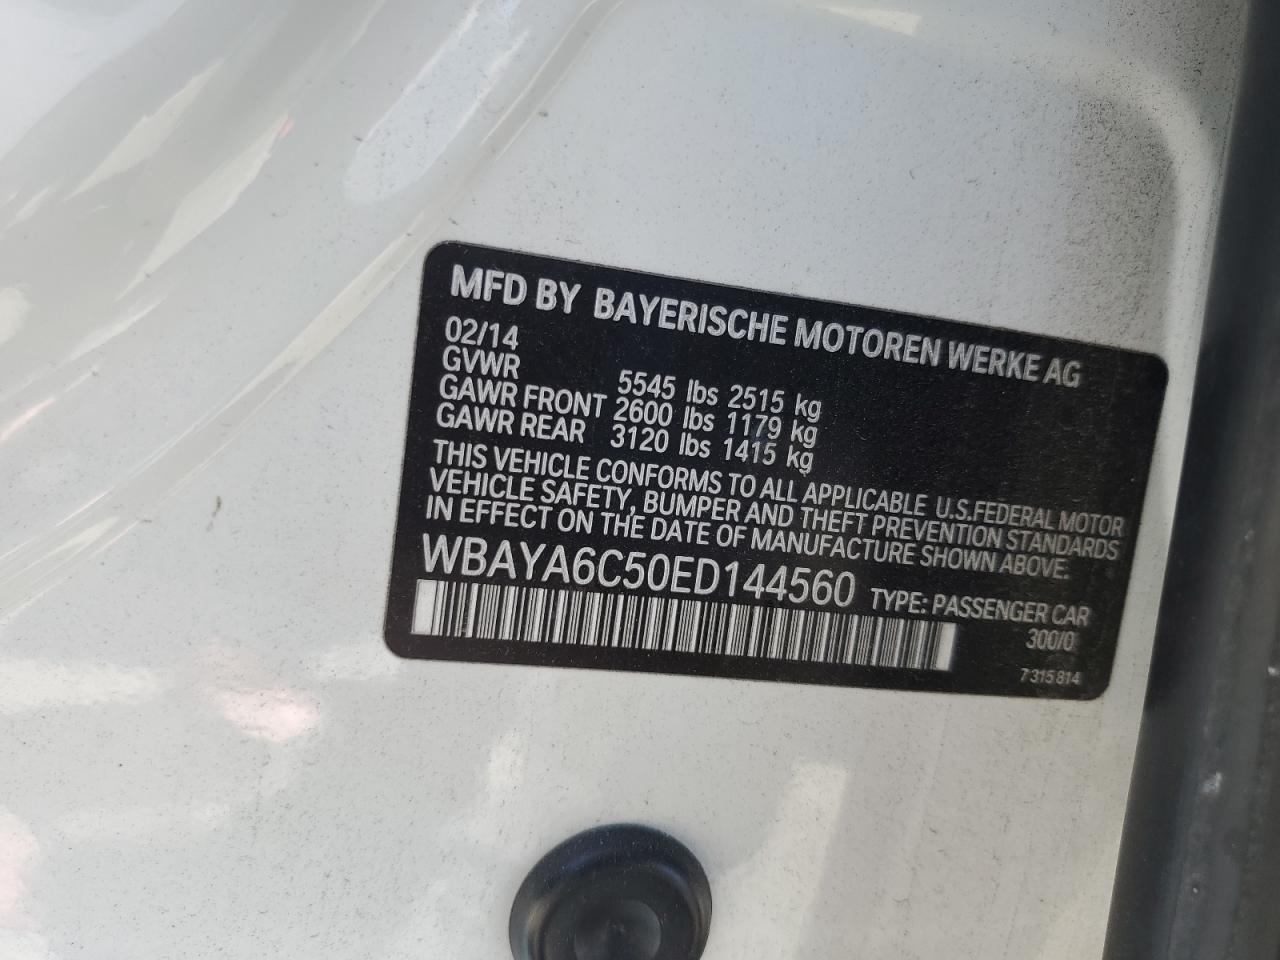 MFD BY BAYERISCHE MOTOREN WERKE AG
02/14
GVWR 5545 lbs 2515 kg
GAWR FRONT 2600 lbs 1179 kg
GAWR REAR 3120 lbs 1415 kg
THIS VEHICLE CONFORMS TO ALL APPLICABLE U.S.FEDERAL MOTOR
VEHICLE SAFETY, BUMPER AND THEFT PREVENTION STANDARDS
IN EFFECT ON THE DATE OF MANUFACTURE SHOWN ABOVE.
WBAYA6C50ED144560 TYPE: PASSENGER CAR
300/0
7 315 814